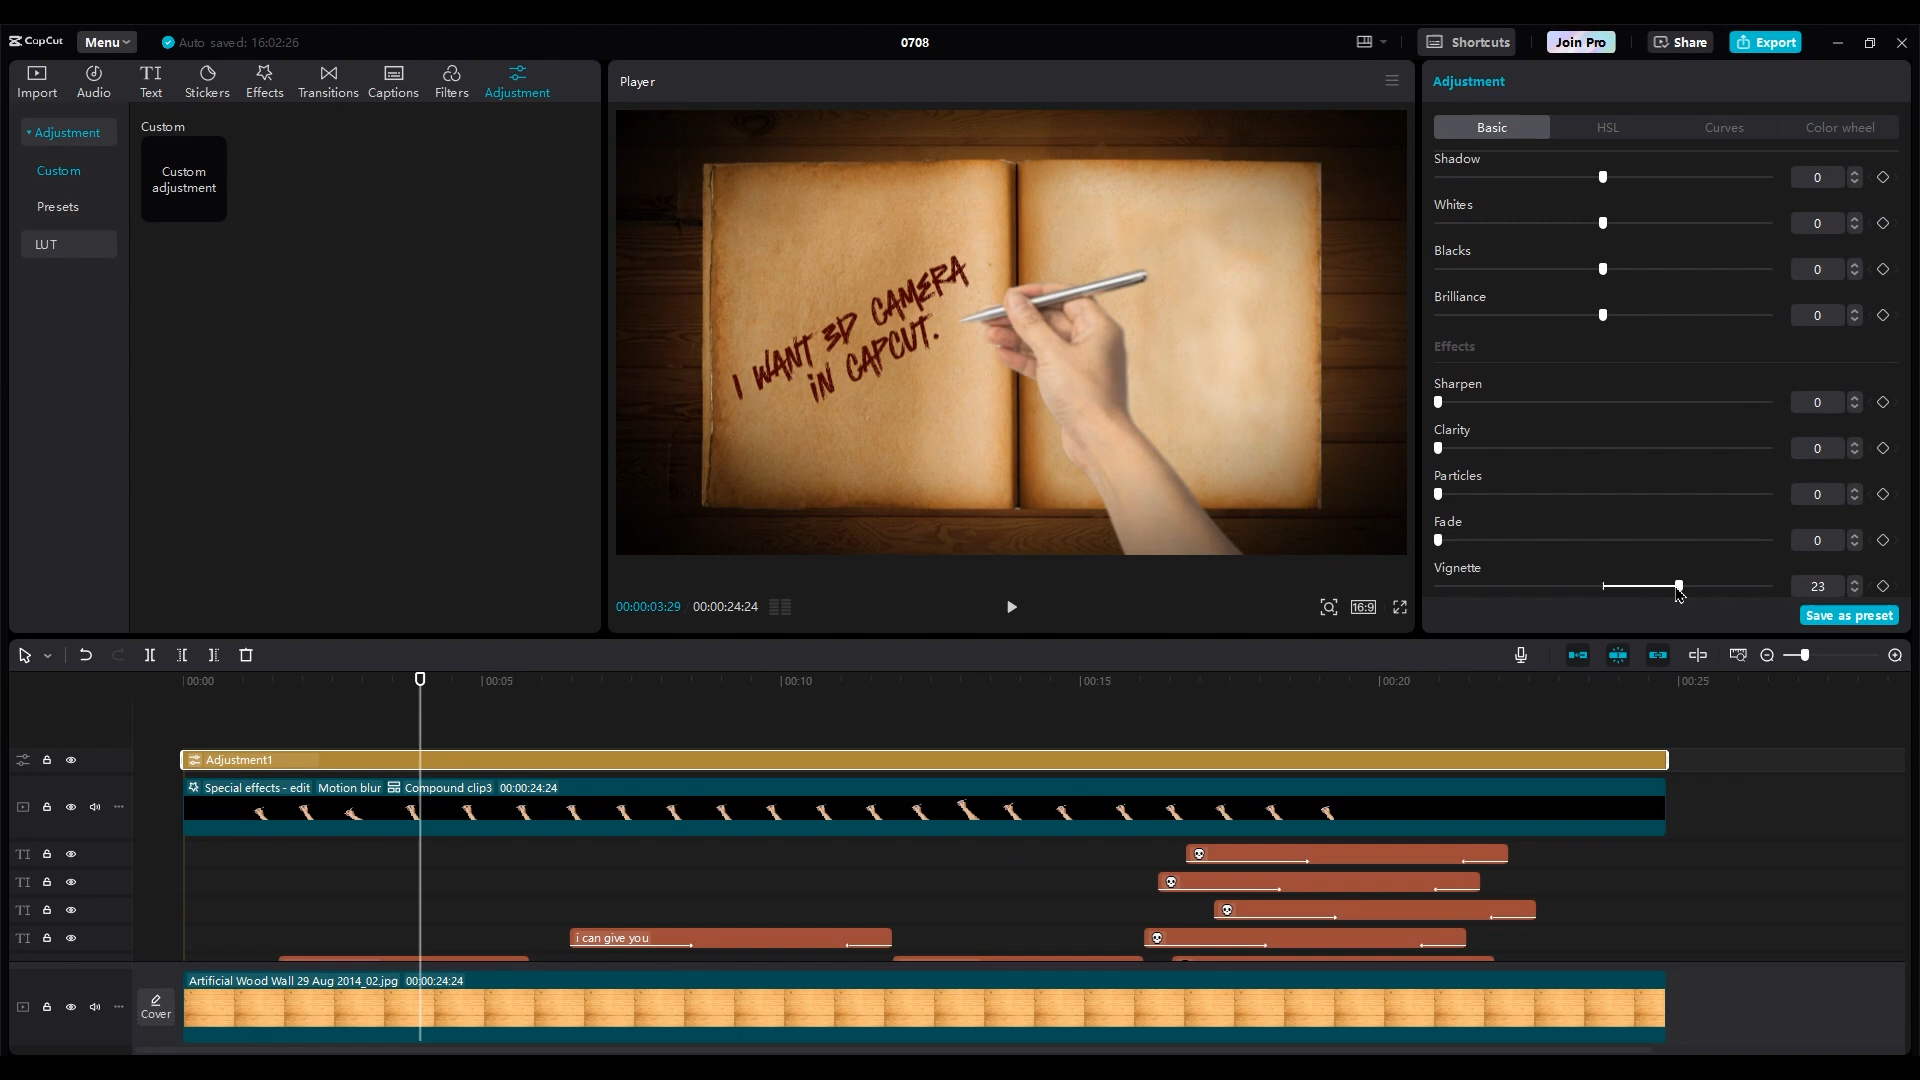 CapCut
Menu
Auto saved: 16:02:26
0708
Shortcuts
Join Pro
Share
Export
Import
Audio
TI
Text
Stickers
Effects
Transitions
Captions
Filters
Adjustment
Adjustment
Custom
Presets
LUT
Custom
Custom
adjustment
Player
I WANT 3D CAMERA
IN CAPCUT.
00:00:03:29
00:00:24:24
16:9
Adjustment
Basic
HSL
Curves
Color wheel
Shadow
0
Whites
0
Blacks
0
Brilliance
0
Effects
Sharpen
0
Clarity
0
Particles
0
Fade
0
Vignette
23
Save as preset
00:00
00:05
00:10
00:15
00:20
00:25
Adjustment1
Special effects - edit Motion blur Compound clip3 00:00:24:24
TI
TI
TI
TI
i can give you
Artificial Wood Wall 29 Aug 2014_02.jpg 00:00:24:24
Cover